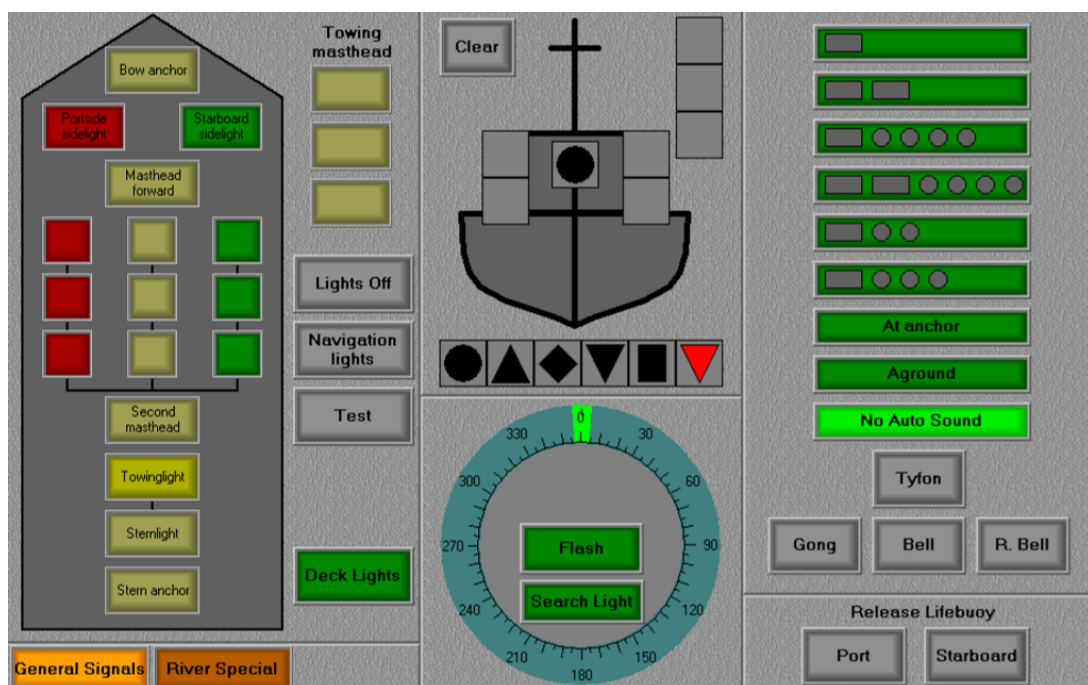 Bow anchor
Portside
sidelight
Starboard
sidelight
Masthead
forward
Second
masthead
Towinglight
Sternlight
Stern anchor
Towing
masthead
Lights Off
Navigation
lights
Test
Deck Lights
General Signals
River Special
Clear
0
30
60
90
120
150
180
210
240
270
300
330
Flash
Search Light
At anchor
Aground
No Auto Sound
Tyfon
Gong
Bell
R. Bell
Release Lifebuoy
Port
Starboard